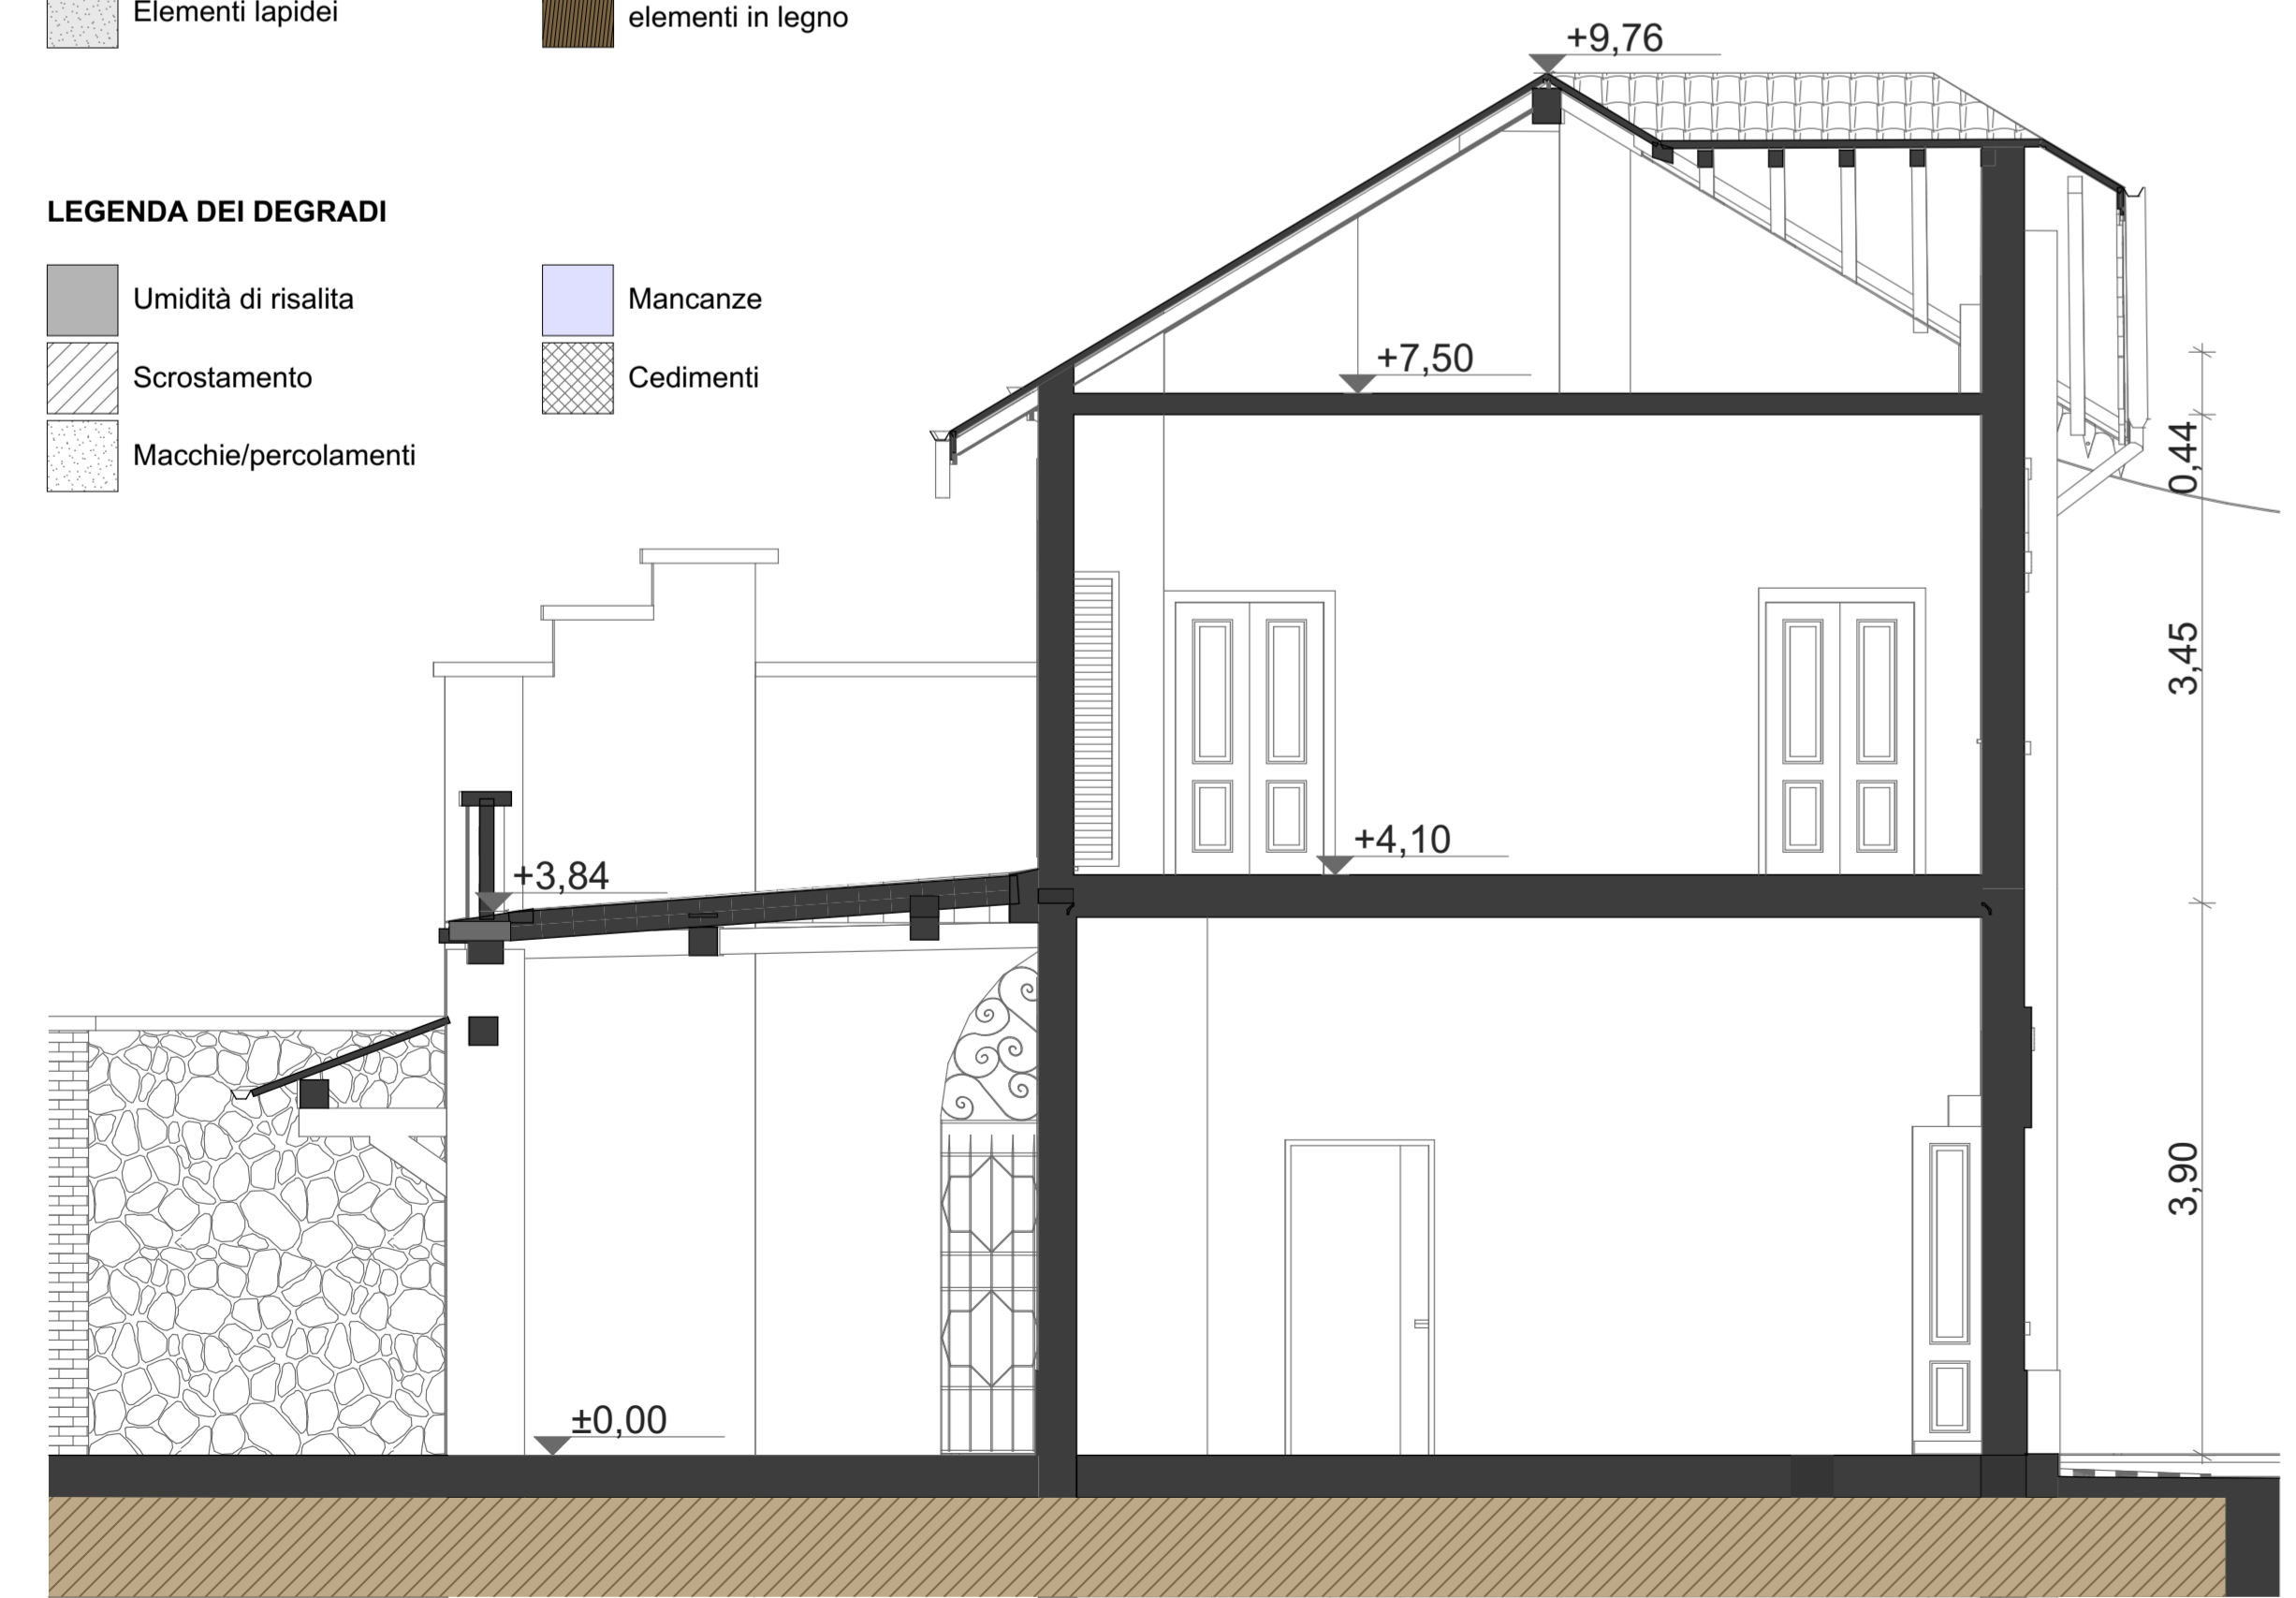 Elementi lapidei
elementi in legno
LEGENDA DEI DEGRADI
Umidità di risalita
Mancanze
Scrostamento
Cedimenti
Macchie/percolamenti
+9,76
+7,50
+4,10
+3,84
±0,00
0,44
3,45
3,90